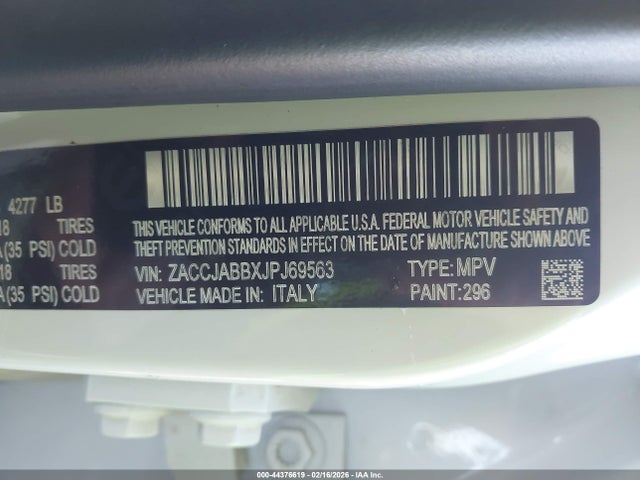 4277 LB
18 TIRES
A (35 PSI) COLD
18 TIRES
A (35 PSI) COLD
THIS VEHICLE CONFORMS TO ALL APPLICABLE U.S.A. FEDERAL MOTOR VEHICLE SAFETY AND
THEFT PREVENTION STANDARDS IN EFFECT ON THE DATE OF MANUFACTURE SHOWN ABOVE
VIN: ZACCJABBXJPJ69563 TYPE: MPV
VEHICLE MADE IN: ITALY PAINT: 296
000-44376619 - 02/16/2026 - IAA Inc.